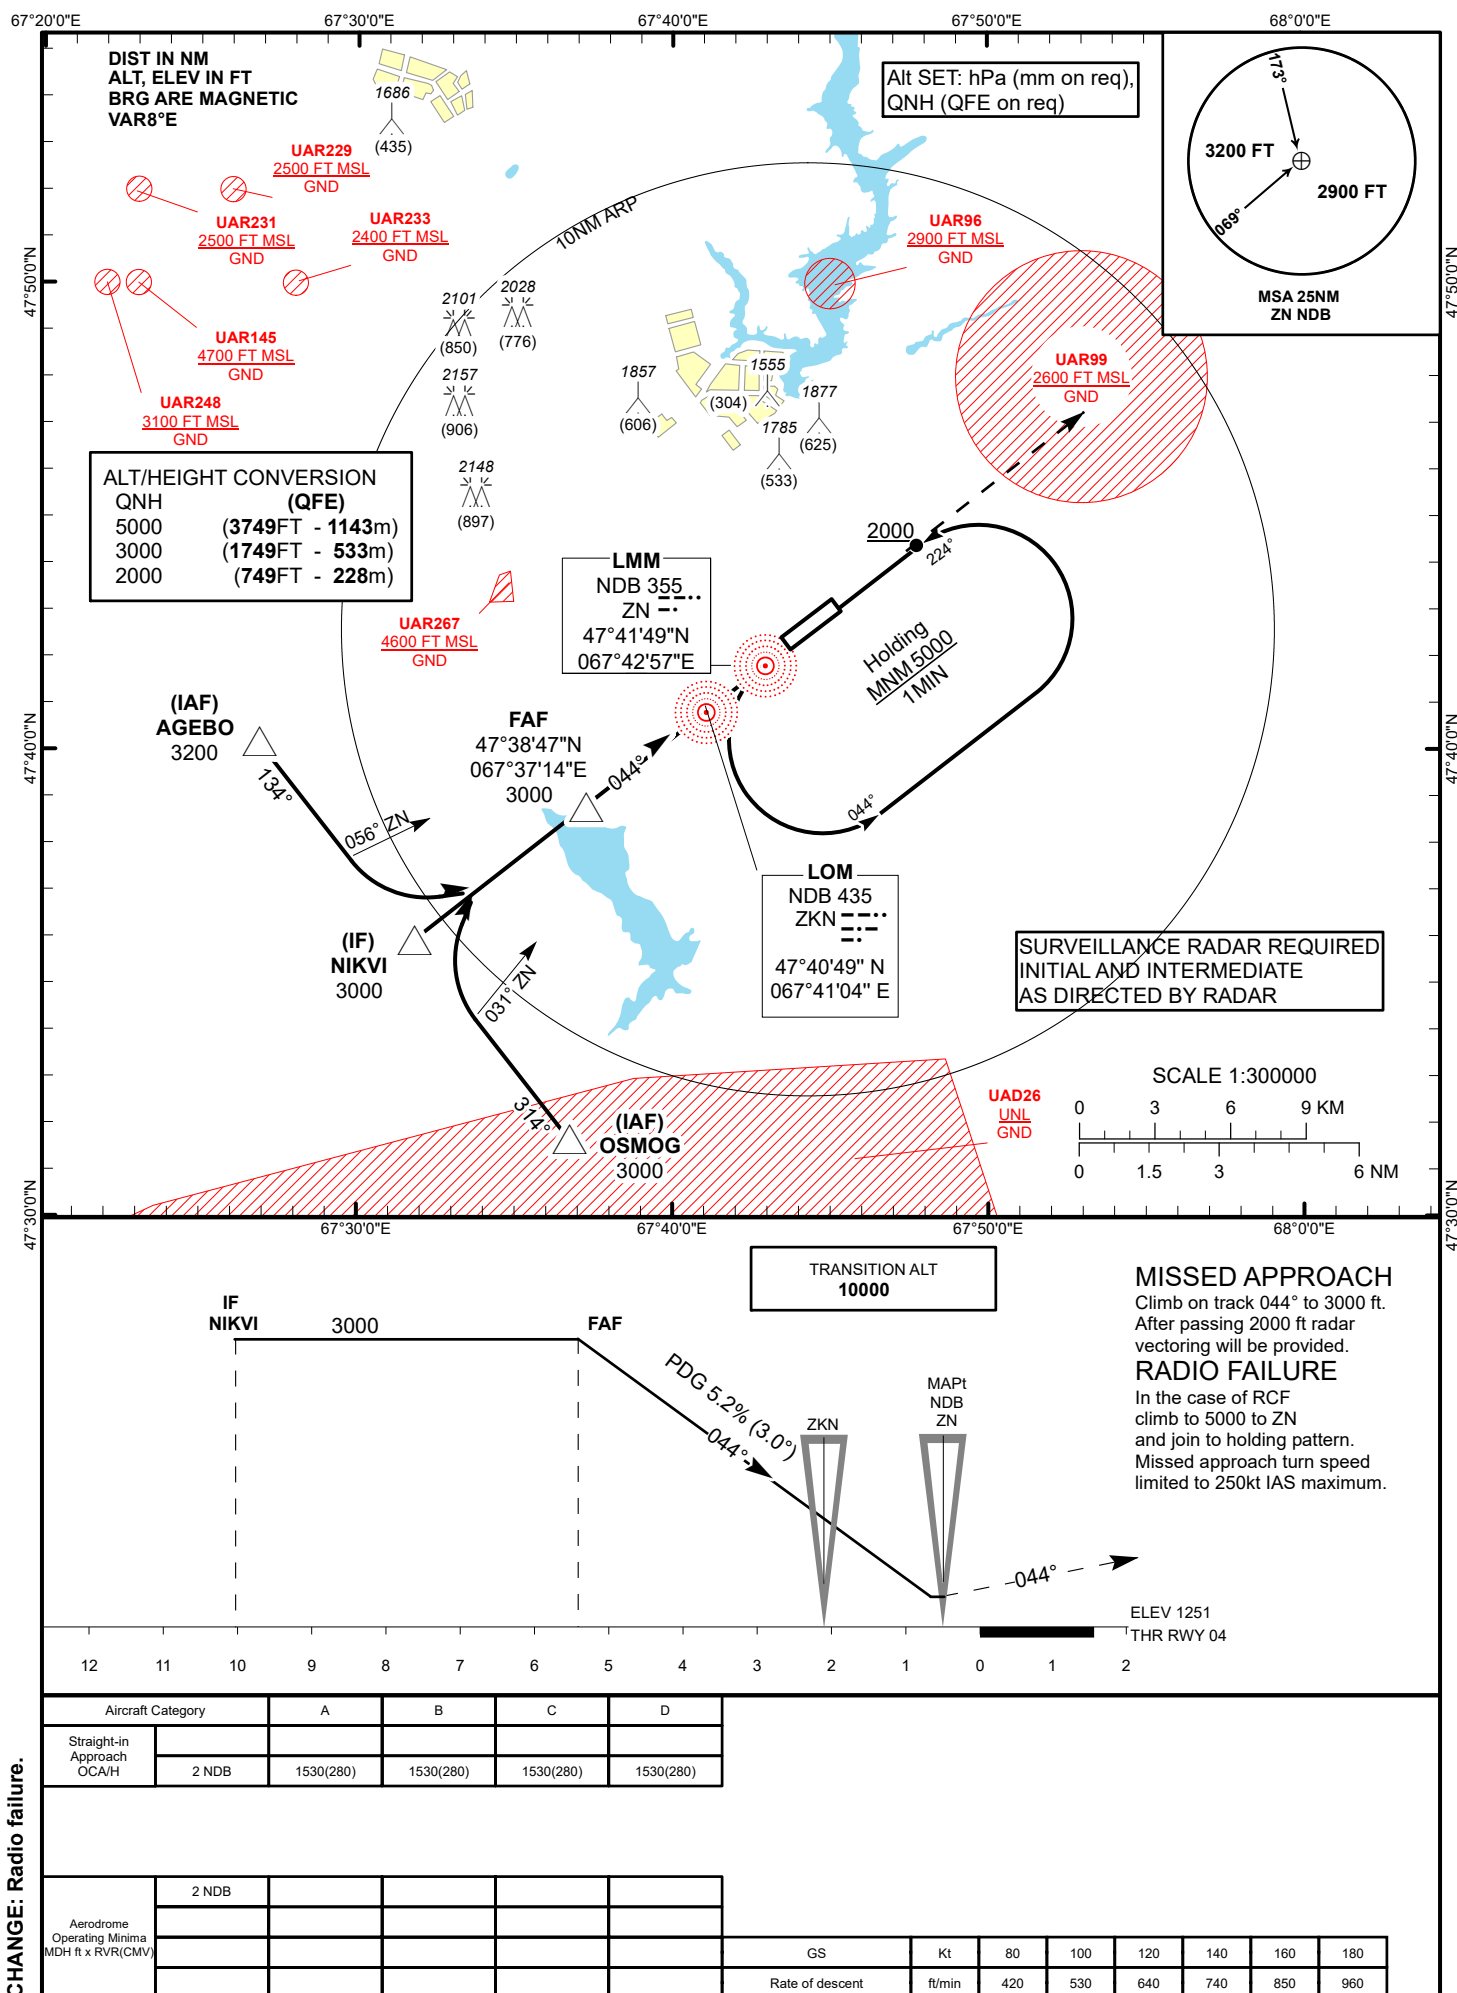 67°20'0"E
67°30'0"E
67°40'0"E
67°50'0"E
68°0'0"E
DIST IN NM
ALT, ELEV IN FT
BRG ARE MAGNETIC
VAR8°E
1686
(435)
Alt SET: hPa (mm on req),
QNH (QFE on req)
173°
3200 FT
2900 FT
069°
MSA 25NM
ZN NDB
UAR229
2500 FT MSL
GND
UAR231
2500 FT MSL
GND
UAR233
2400 FT MSL
GND
10NM ARP
UAR96
2900 FT MSL
GND
47°50'0"N
47°50'0"N
2101
(850)
2028
(776)
UAR145
4700 FT MSL
GND
UAR248
3100 FT MSL
GND
2157
(906)
1857
(606)
1555
(304)
1877
(625)
1785
(533)
UAR99
2600 FT MSL
GND
2148
(897)
ALT/HEIGHT CONVERSION
QNH (QFE)
5000 (3749FT - 1143m)
3000 (1749FT - 533m)
2000 (749FT - 228m)
2000
224°
LMM
NDB 355
ZN
47°41'49"N
067°42'57"E
Holding
MNM 5000
1MIN
UAR267
4600 FT MSL
GND
(IAF)
AGEBO
3200
FAF
47°38'47"N
067°37'14"E
3000
044°
47°40'0"N
47°40'0"N
134°
056° ZN
044°
LOM
NDB 435
ZKN
47°40'49" N
067°41'04" E
(IF)
NIKVI
3000
031° ZN
SURVEILLANCE RADAR REQUIRED
INITIAL AND INTERMEDIATE
AS DIRECTED BY RADAR
314°
(IAF)
OSMOG
3000
UAD26
UNL
GND
SCALE 1:300000
0 3 6 9 KM
0 1.5 3 6 NM
47°30'0"N
47°30'0"N
67°30'0"E
67°40'0"E
67°50'0"E
68°0'0"E
TRANSITION ALT
10000
IF
NIKVI
3000
FAF
PDG 5.2% (3.0°)
044°
ZKN
MAPt
NDB
ZN
044°
MISSED APPROACH
Climb on track 044° to 3000 ft.
After passing 2000 ft radar
vectoring will be provided.
RADIO FAILURE
In the case of RCF
climb to 5000 to ZN
and join to holding pattern.
Missed approach turn speed
limited to 250kt IAS maximum.
ELEV 1251
THR RWY 04
12 11 10 9 8 7 6 5 4 3 2 1 0 1 2
Aircraft Category A B C D
Straight-in
Approach
OCA/H
2 NDB 1530(280) 1530(280) 1530(280) 1530(280)
2 NDB
Aerodrome
Operating Minima
MDH ft x RVR(CMV)
GS Kt 80 100 120 140 160 180
Rate of descent ft/min 420 530 640 740 850 960
CHANGE: Radio failure.